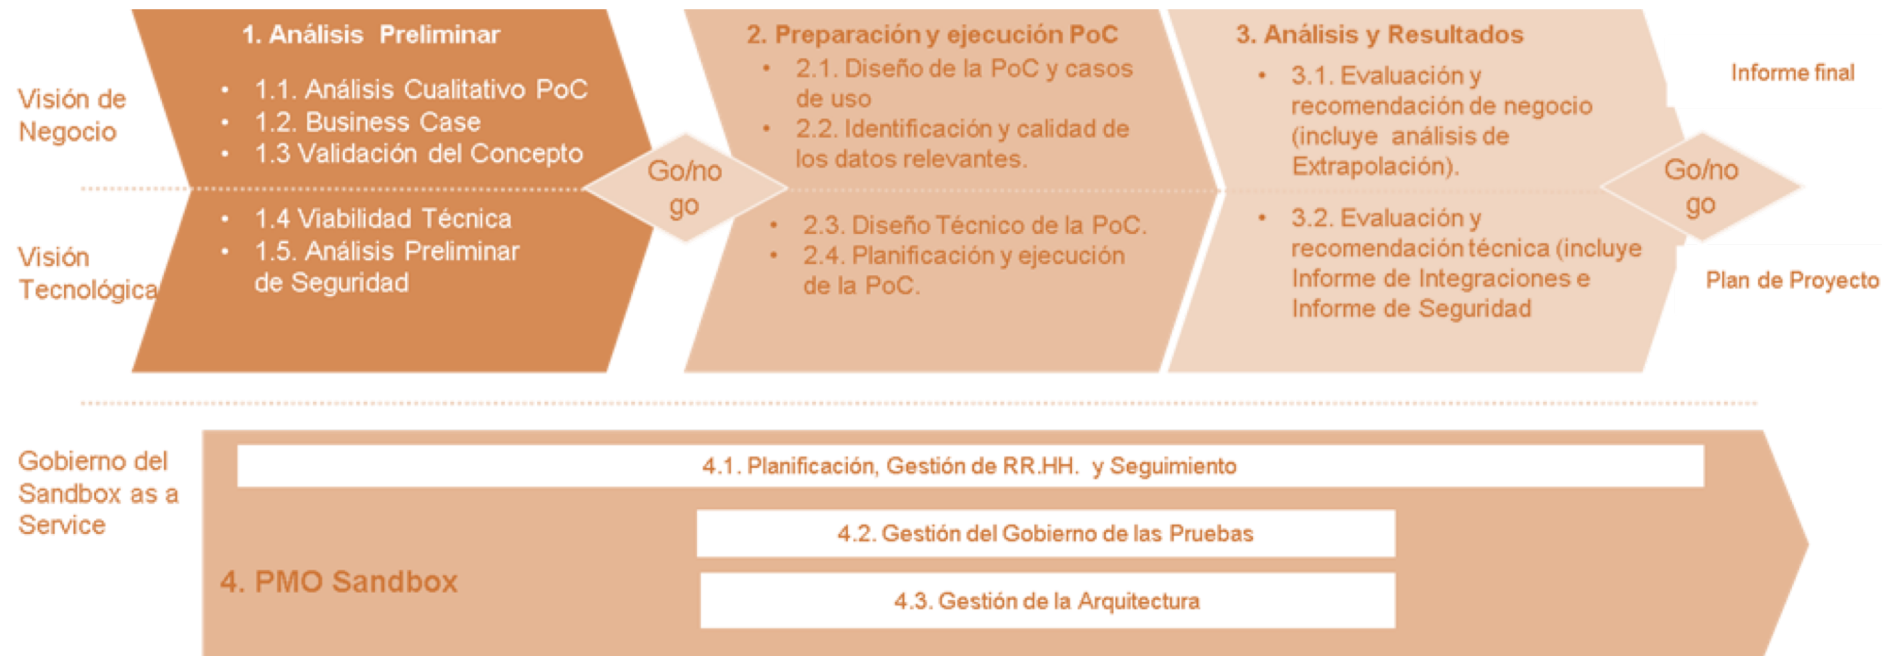 1. Análisis Preliminar
2. Preparación y ejecución PoC
3. Análisis y Resultados
Visión de
Negocio
• 1.1. Análisis Cualitativo PoC
• 1.2. Business Case
• 1.3 Validación del Concepto
Go/no
go
• 2.1. Diseño de la PoC y casos
de uso
• 2.2. Identificación y calidad de
los datos relevantes.
• 3.1. Evaluación y
recomendación de negocio
(incluye análisis de
Extrapolación).
Informe final
Go/no
go
Visión
Tecnológica
• 1.4 Viabilidad Técnica
• 1.5. Análisis Preliminar
de Seguridad
• 2.3. Diseño Técnico de la PoC.
• 2.4. Planificación y ejecución
de la PoC.
• 3.2. Evaluación y
recomendación técnica (incluye
Informe de Integraciones e
Informe de Seguridad
Plan de Proyecto
Gobierno del
Sandbox as a
Service
4.1. Planificación, Gestión de RR.HH. y Seguimiento
4.2. Gestión del Gobierno de las Pruebas
4. PMO Sandbox
4.3. Gestión de la Arquitectura